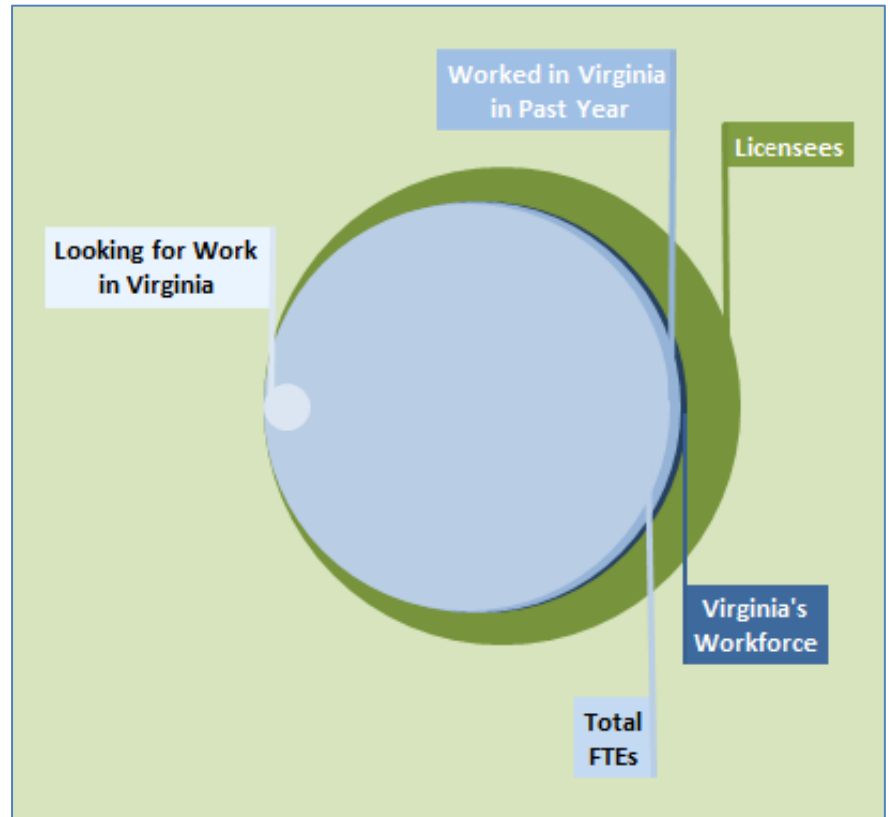 Worked in Virginia
in Past Year
Licensees
Looking for Work
in Virginia
Virginia's
Workforce
Total
FTEs